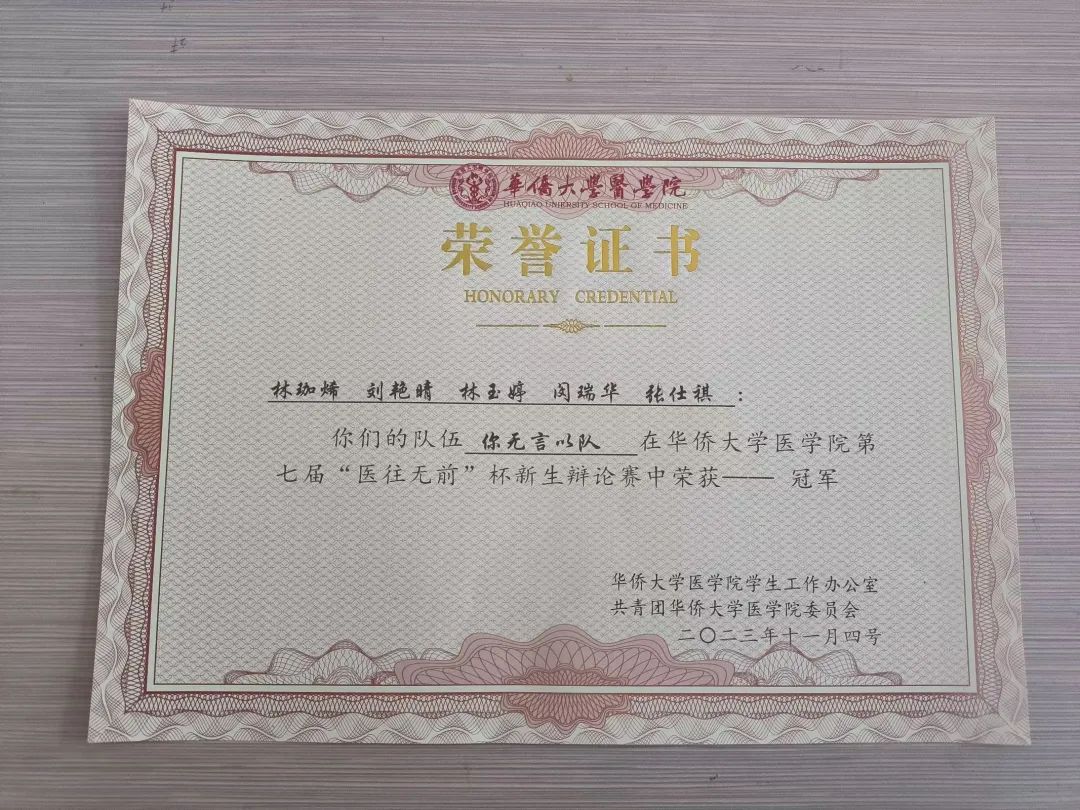 華僑大學醫學院
HUAQIAO UNIERSITY SCHOOL OF MEDICINE
荣誉证书
HONORARY CREDENTIAL
林珈烯 刘艳晴 林玉婷 闵瑞华 张仕祺：
你们的队伍 你无言以队 在华侨大学医学院第
七届“医往无前”杯新生辩论赛中荣获—— 冠军
华侨大学医学院学生工作办公室
共青团华侨大学医学院委员会
二〇二三年十一月四号